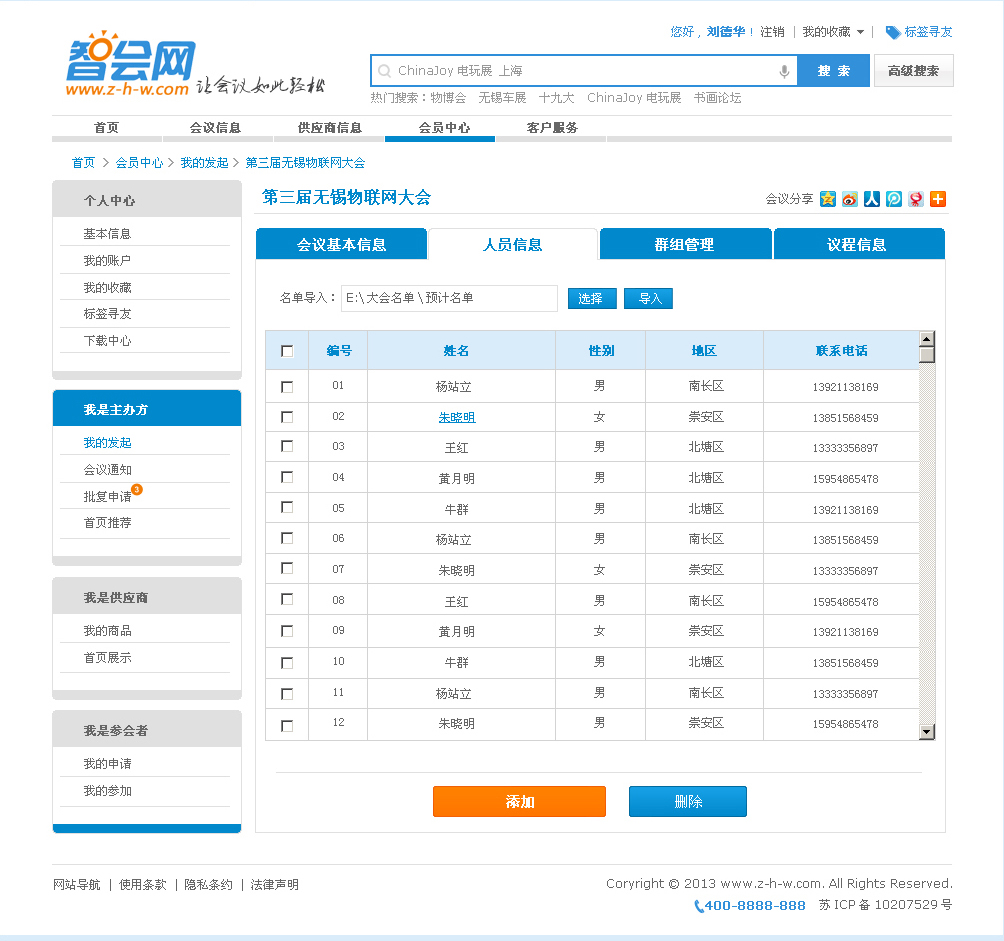 您好，刘德华！ 注销 | 我的收藏 | 标签寻友
智会网
www.z-h-w.com 让会议如此轻松
ChinaJoy 电玩展 上海 搜 索 高级搜索
热门搜索：物博会 无锡车展 十九大 ChinaJoy 电玩展 书画论坛
首页 会议信息 供应商信息 会员中心 客户服务
首页 > 会员中心 > 我的发起 > 第三届无锡物联网大会
个人中心
基本信息
我的账户
我的收藏
标签寻友
下载中心
我是主办方
我的发起
会议通知
批复申请 3
首页推荐
我是供应商
我的商品
首页展示
我是参会者
我的申请
我的参加
第三届无锡物联网大会 会议分享
会议基本信息 人员信息 群组管理 议程信息
名单导入： E:\ 大会名单 \ 预计名单 选择 导入
编号 姓名 性别 地区 联系电话
01 杨站立 男 南长区 13921138169
02 朱晓明 女 崇安区 13851568459
03 王红 男 北塘区 13333356897
04 黄月明 男 北塘区 15954865478
05 牛群 男 北塘区 13921138169
06 杨站立 男 南长区 13851568459
07 朱晓明 女 崇安区 13333356897
08 王红 男 南长区 15954865478
09 黄月明 女 崇安区 13921138169
10 牛群 男 北塘区 13851568459
11 杨站立 男 南长区 13333356897
12 朱晓明 男 崇安区 15954865478
添加 删除
网站导航 | 使用条款 | 隐私条约 | 法律声明
Copyright © 2013 www.z-h-w.com. All Rights Reserved.
400-8888-888 苏 ICP 备 10207529 号